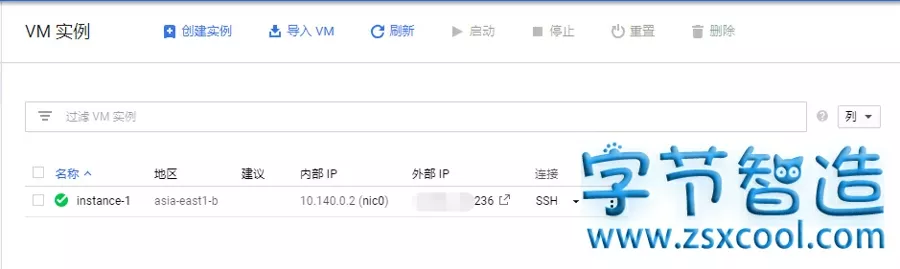 VM 实例 创建实例 导入 VM 刷新 启动 停止 重置 删除
过滤 VM 实例 列
名称 地区 建议 内部 IP 外部 IP 连接
instance-1 asia-east1-b 10.140.0.2 (nic0) 236 SSH
字节智造
www.zsxcool.com